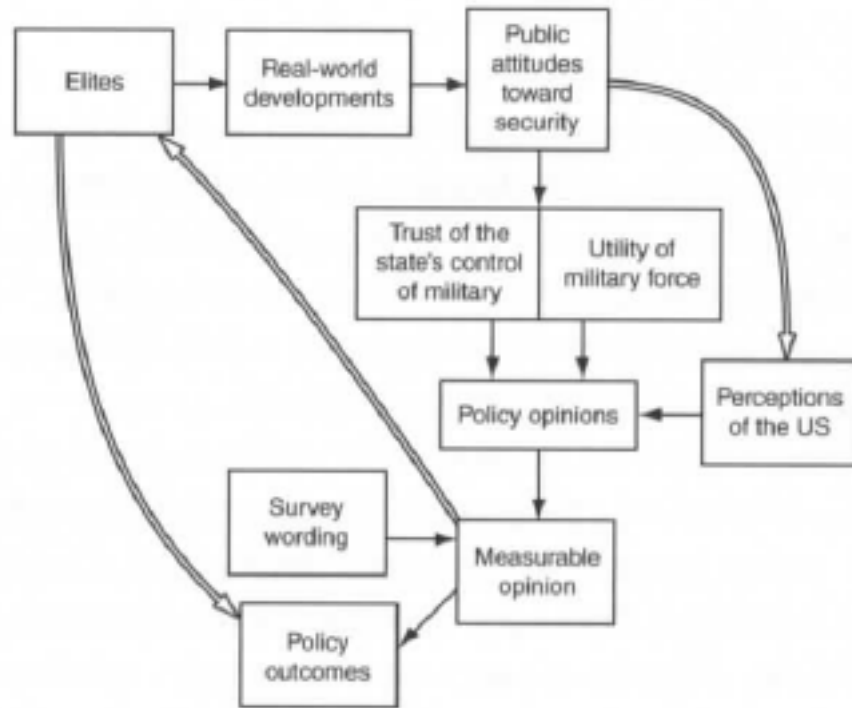 Elites
Real-world
developments
Public
attitudes
toward
security
Trust of the
state's control
of military
Utility of
military force
Policy opinions
Perceptions
of the US
Survey
wording
Measurable
opinion
Policy
outcomes